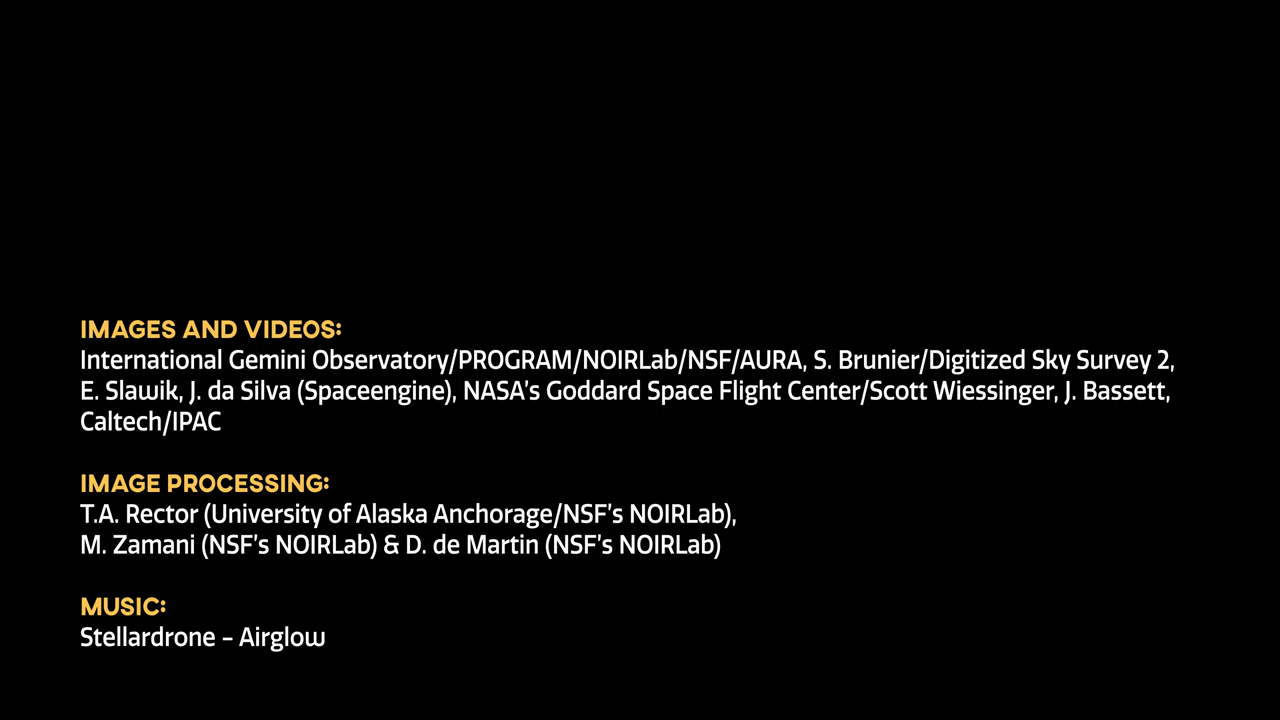 IMAGES AND VIDEOS:
International Gemini Observatory/PROGRAM/NOIRLab/NSF/AURA, S. Brunier/Digitized Sky Survey 2,
E. Slawik, J. da Silva (Spaceengine), NASA's Goddard Space Flight Center/Scott Wiessinger, J. Bassett,
Caltech/IPAC
IMAGE PROCESSING:
T.A. Rector (University of Alaska Anchorage/NSF's NOIRLab),
M. Zamani (NSF's NOIRLab) & D. de Martin (NSF's NOIRLab)
MUSIC:
Stellardrone – Airglow